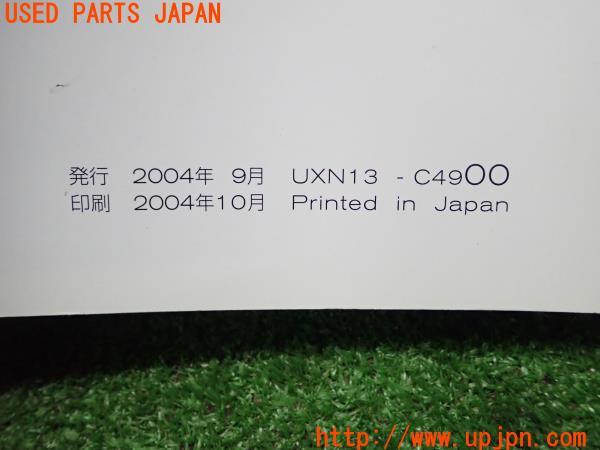 USED PARTS JAPAN
発行 2004年 9月 UXN13 - C4900
印刷 2004年10月 Printed in Japan
http://www.upjpn.com